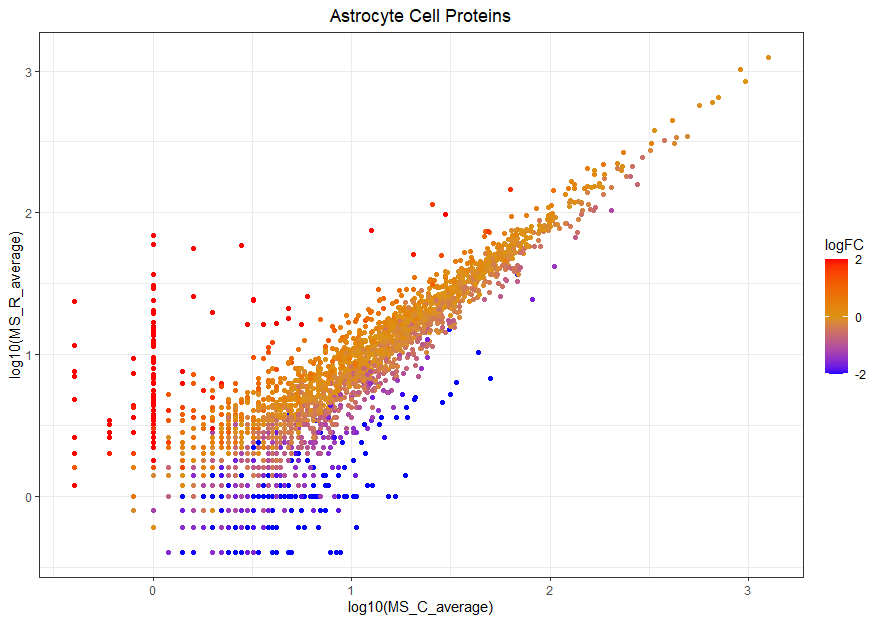 Astrocyte Cell Proteins
log10(MS_R_average)
3
2
1
0
0
1
2
3
log10(MS_C_average)
logFC
2
0
-2